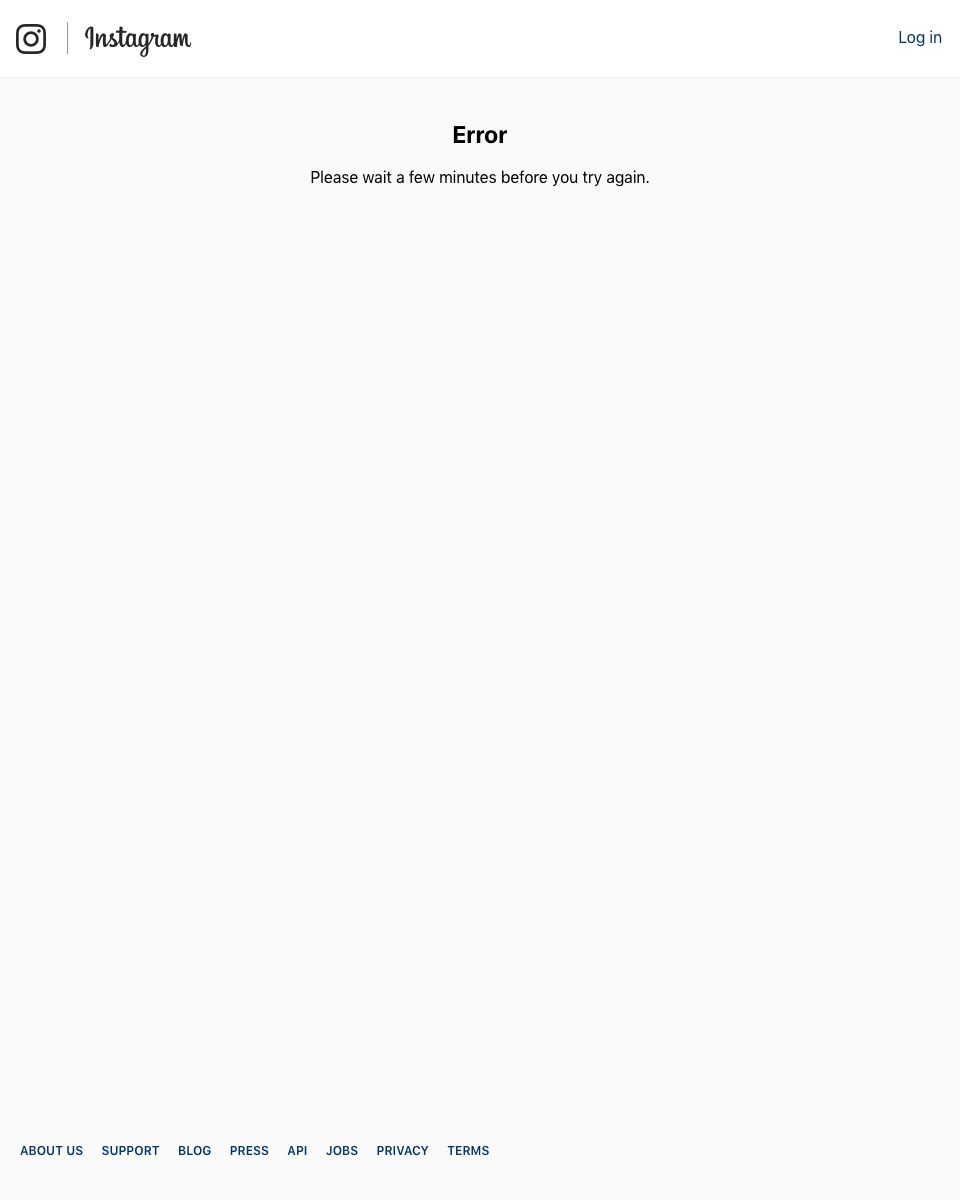 Instagram
Log in
Error
Please wait a few minutes before you try again.
ABOUT US SUPPORT BLOG PRESS API JOBS PRIVACY TERMS